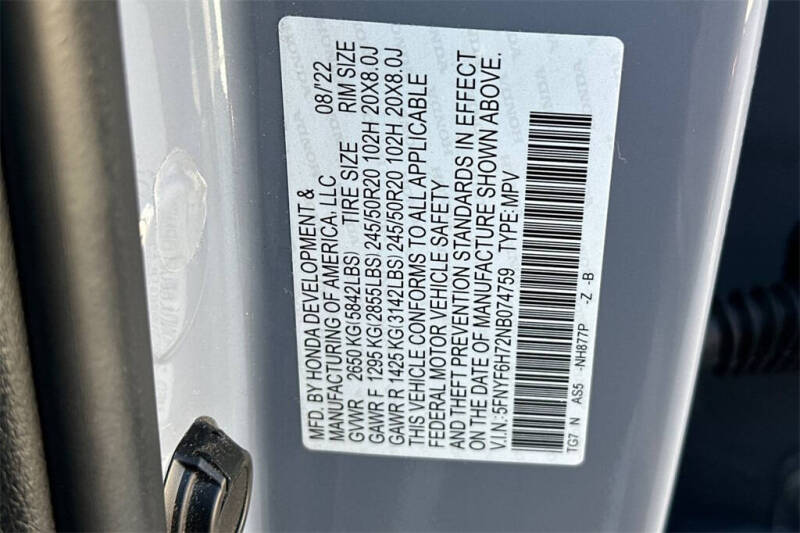 MFD. BY HONDA DEVELOPMENT &
MANUFACTURING OF AMERICA, LLC 08/'22
GVWR 2650 KG(5842LBS) TIRE SIZE RIM SIZE
GAWR F 1295 KG(2855LBS) 245/50R20 102H 20X8.0J
GAWR R 1425 KG(3142LBS) 245/50R20 102H 20X8.0J
THIS VEHICLE CONFORMS TO ALL APPLICABLE
FEDERAL MOTOR VEHICLE SAFETY
AND THEFT PREVENTION STANDARDS IN EFFECT
ON THE DATE OF MANUFACTURE SHOWN ABOVE.
V.I.N.:5FNYF6H72NB074759 TYPE:MPV
TG7 N AS5 -NH877P -Z -B